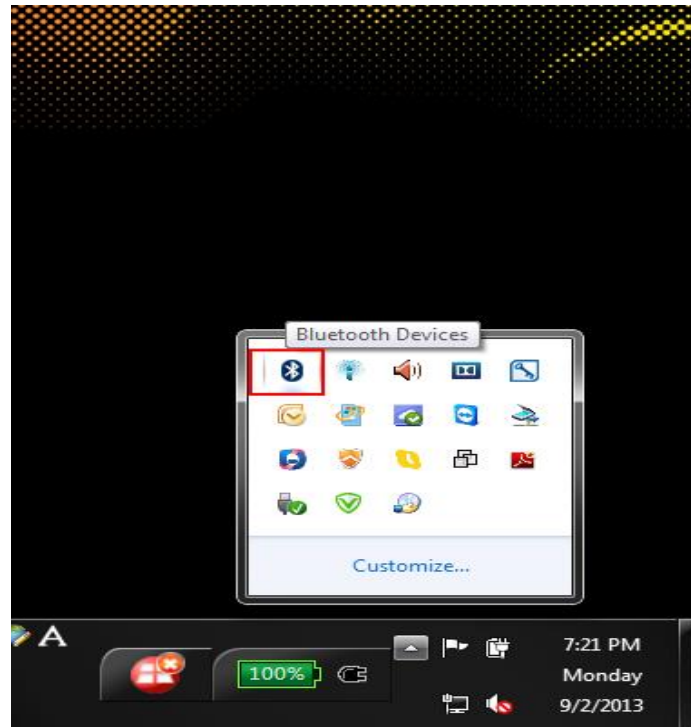 Bluetooth Devices
Customize...
A
100%
7:21 PM
Monday
9/2/2013